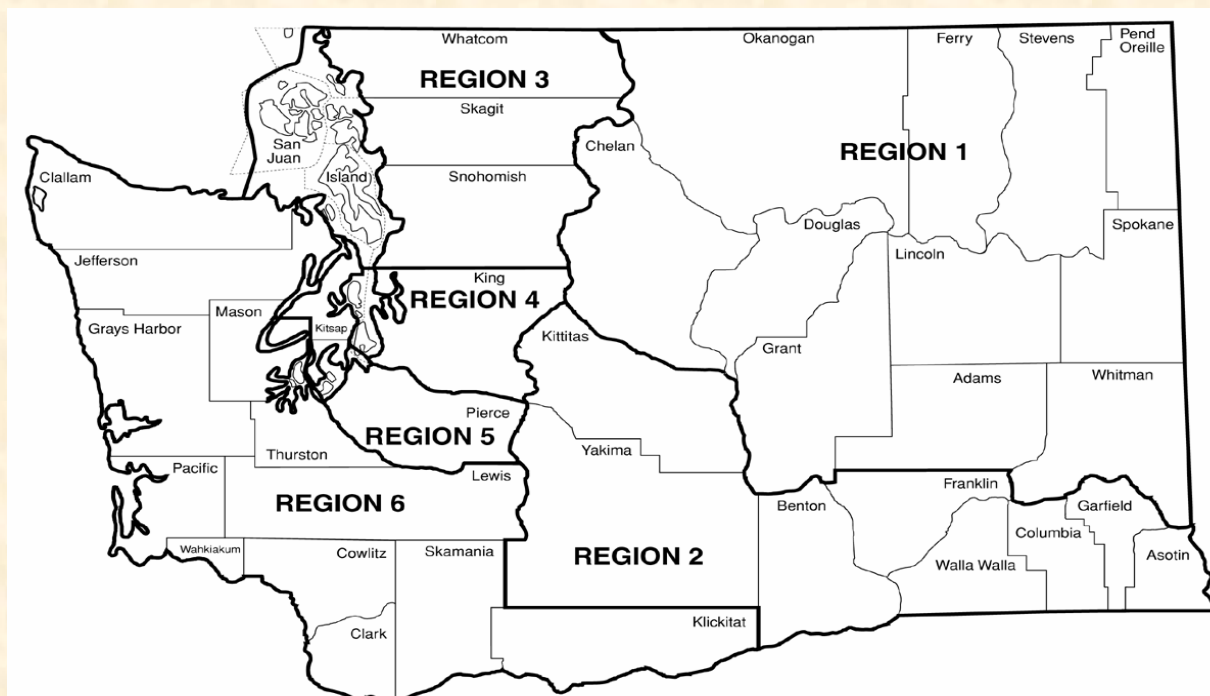 Whatcom
Okanogan
Ferry
Stevens
Pend
Oreille
REGION 3
Skagit
San
Juan
Chelan
REGION 1
Clallam
Island
Snohomish
Douglas
Spokane
Jefferson
Lincoln
King
REGION 4
Mason
Grays Harbor
Kitsap
Kittitas
Grant
Adams
Whitman
Pierce
REGION 5
Yakima
Thurston
Pacific
Lewis
REGION 6
Benton
Franklin
Garfield
Columbia
Wahkiakum
Cowlitz
Skamania
REGION 2
Walla Walla
Asotin
Clark
Klickitat